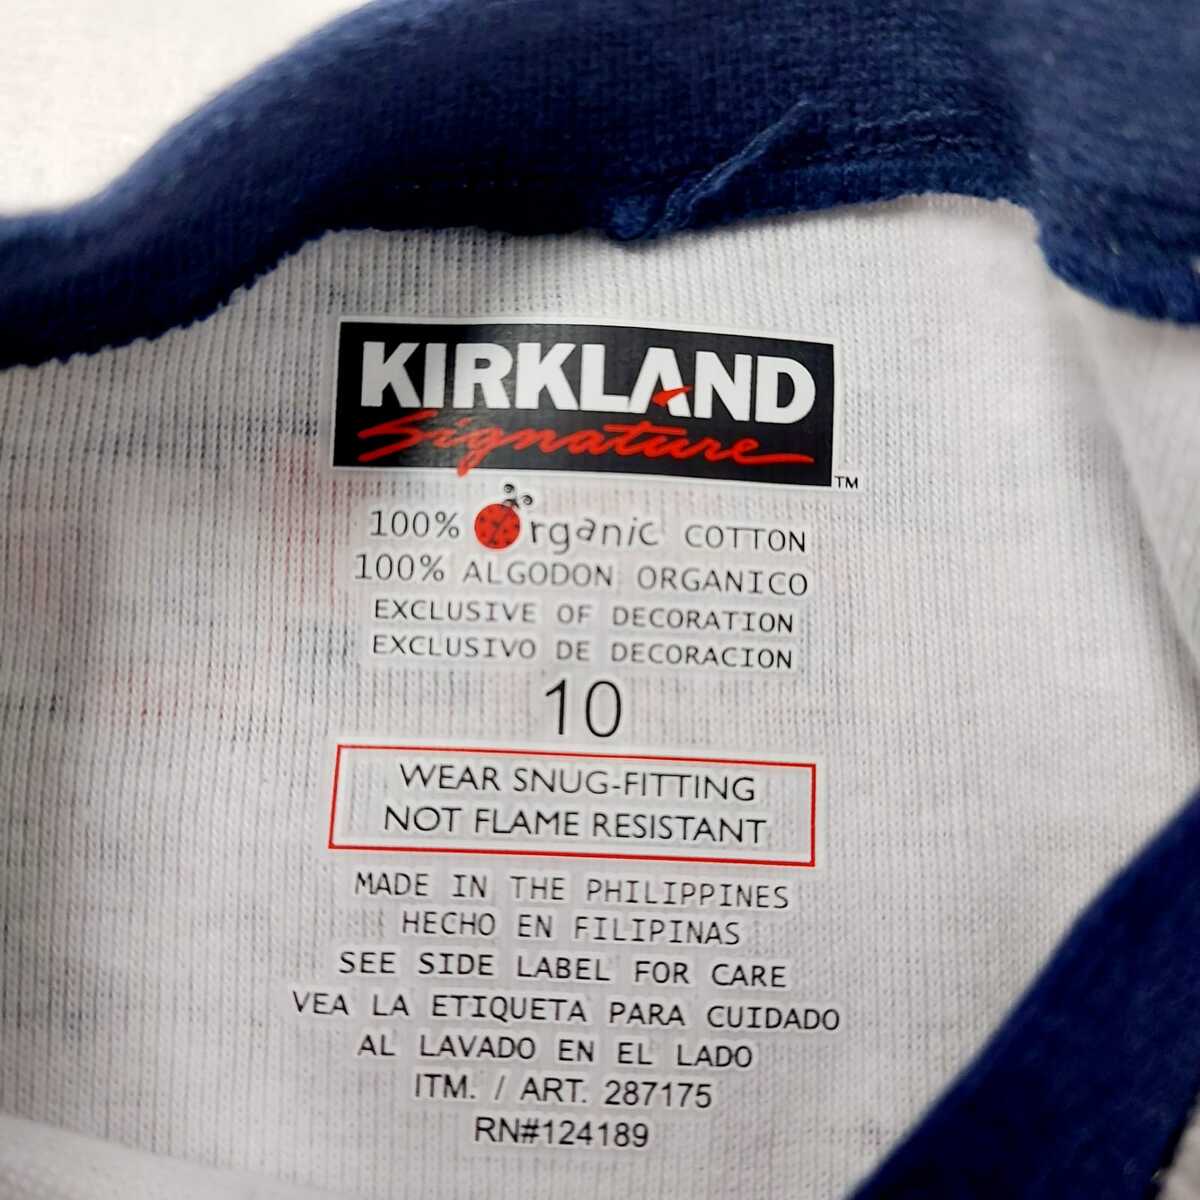 KIRKLAND
Signature
TM
100% Organic COTTON
100% ALGODON ORGANICO
EXCLUSIVE OF DECORATION
EXCLUSIVO DE DECORACION
10
WEAR SNUG-FITTING
NOT FLAME RESISTANT
MADE IN THE PHILIPPINES
HECHO EN FILIPINAS
SEE SIDE LABEL FOR CARE
VEA LA ETIQUETA PARA CUIDADO
AL LAVADO EN EL LADO
ITM. / ART. 287175
RN#124189